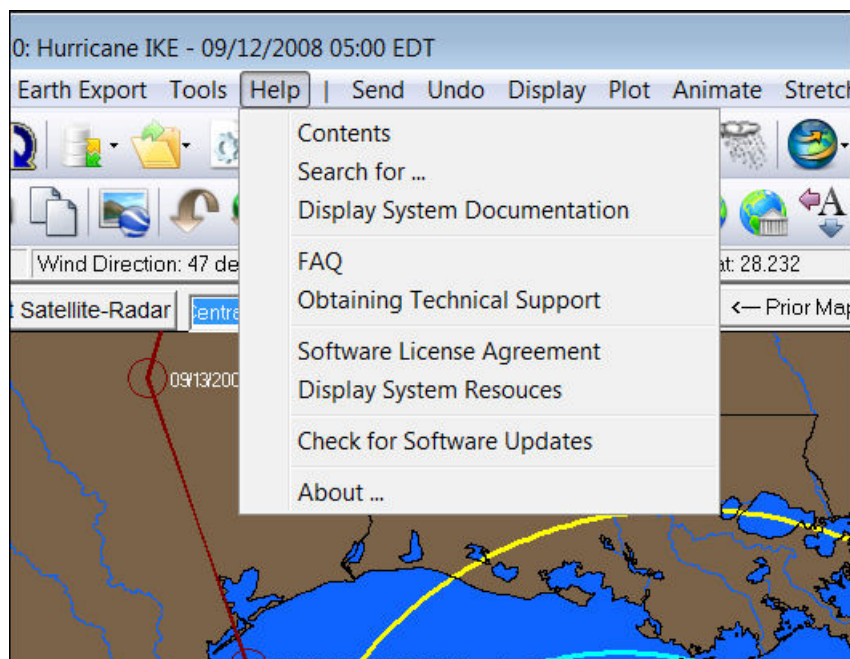 0: Hurricane IKE - 09/12/2008 05:00 EDT
Earth Export Tools Help | Send Undo Display Plot Animate Stretch
Contents
Search for ...
Display System Documentation
A
Wind Direction: 47 de
at: 28.232
FAQ
Obtaining Technical Support
t Satellite-Radar
Centra
<— Prior Map
Software License Agreement
09/13/200
Display System Resouces
Check for Software Updates
About ...